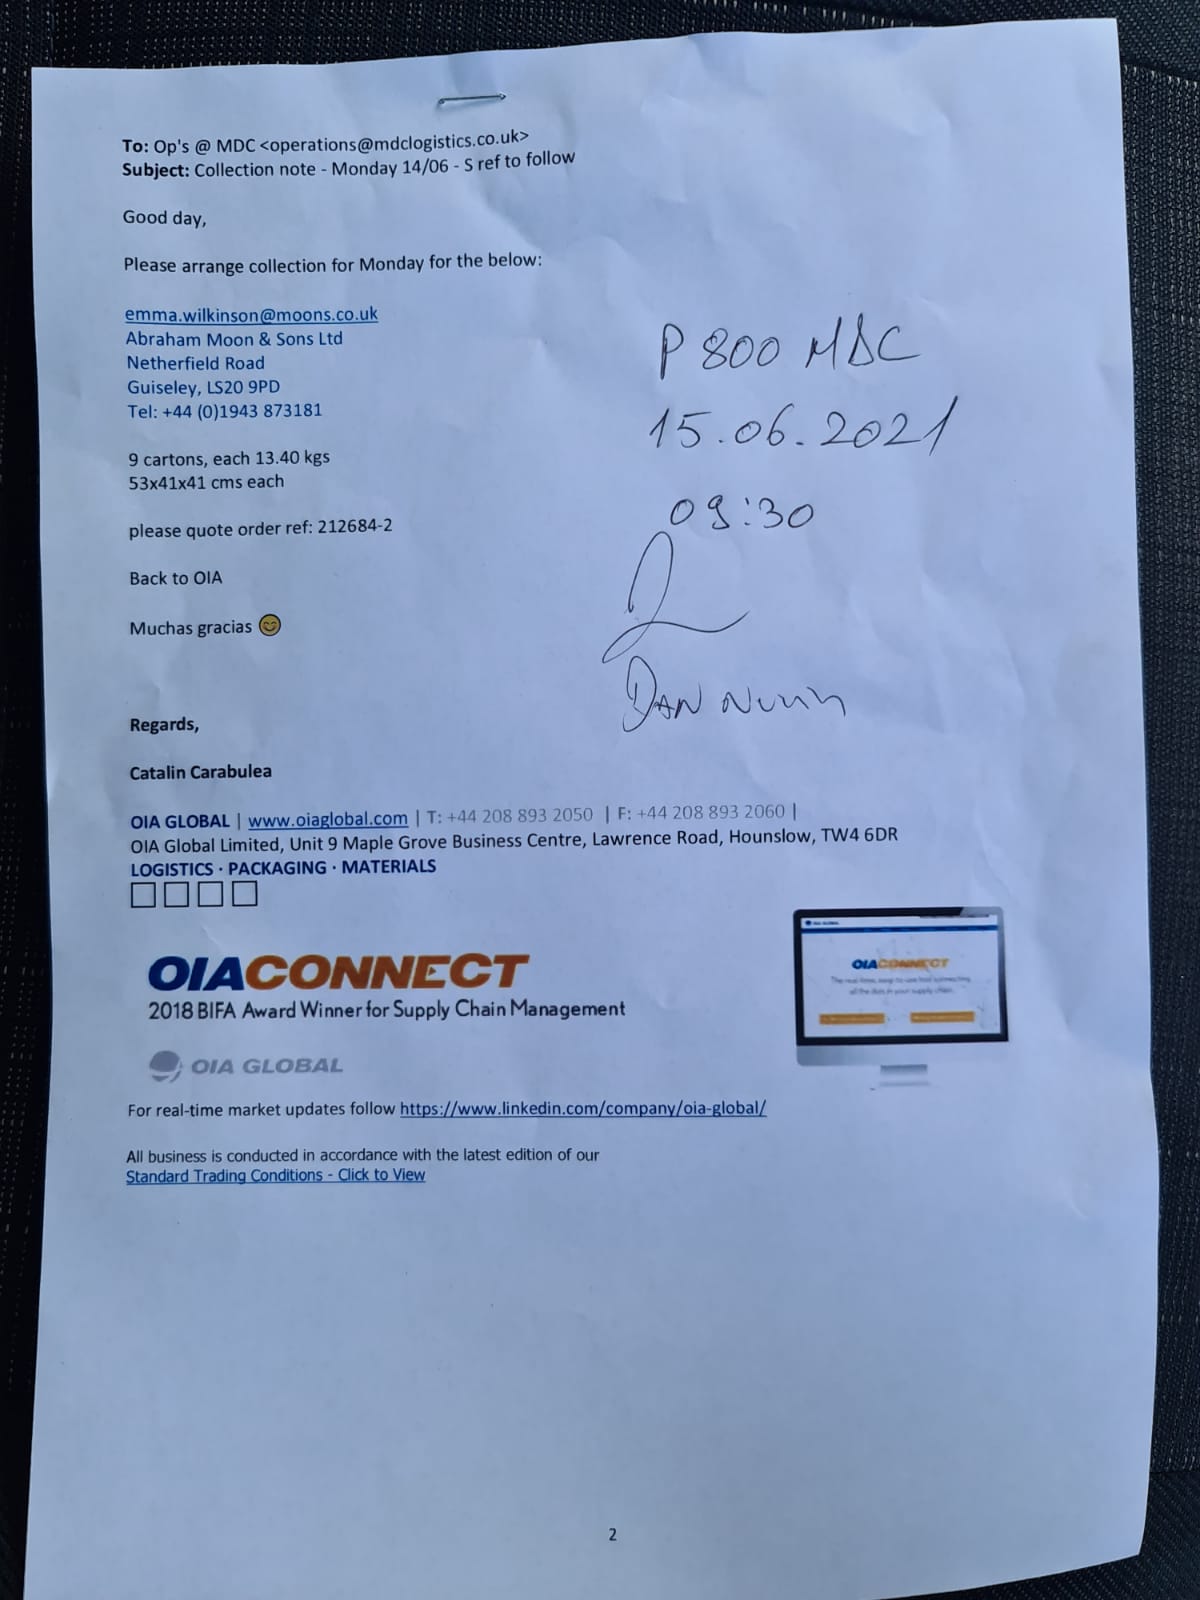 To: Op's @ MDC <operations@mdclogistics.co.uk>
Subject: Collection note - Monday 14/06 - S ref to follow
Good day,
Please arrange collection for Monday for the below:
emma.wilkinson@moons.co.uk
Abraham Moon & Sons Ltd
Netherfield Road
Guiseley, LS20 9PD
Tel: +44 (0)1943 873181
9 cartons, each 13.40 kgs
53x41x41 cms each
please quote order ref: 212684-2
Back to OIA
Muchas gracias 😊
P 800 MDC
15.06.2021
09:30
DAN
Regards,
Catalin Carabulea
OIA GLOBAL | www.oiaglobal.com | T: +44 208 893 2050 | F: +44 208 893 2060 |
OIA Global Limited, Unit 9 Maple Grove Business Centre, Lawrence Road, Hounslow, TW4 6DR
LOGISTICS · PACKAGING · MATERIALS
OIACONNECT
2018 BIFA Award Winner for Supply Chain Management
OIA GLOBAL
OIACONNECT
For real-time market updates follow https://www.linkedin.com/company/oia-global/
All business is conducted in accordance with the latest edition of our
Standard Trading Conditions - Click to View
2